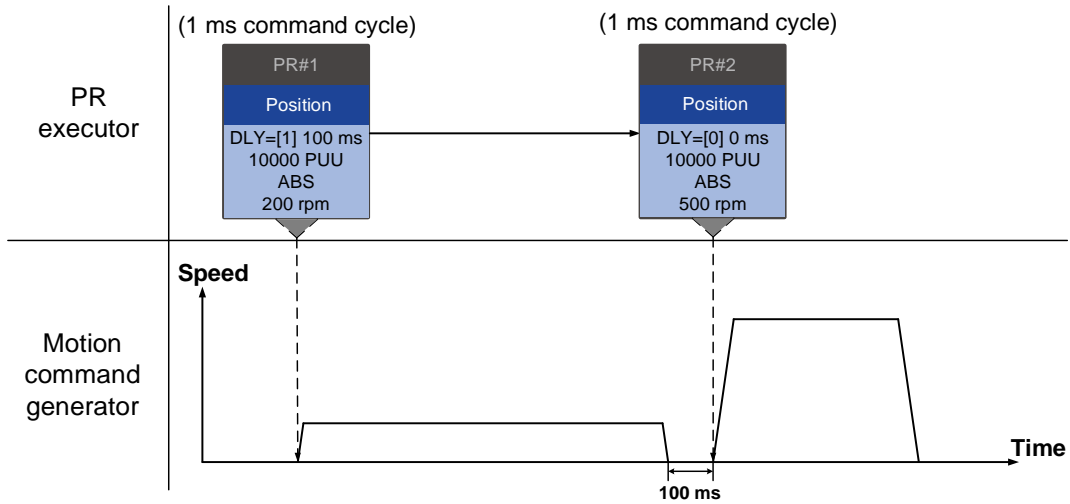 (1 ms command cycle)
(1 ms command cycle)
PR
executor
PR#1
Position
DLY=[1] 100 ms
10000 PUU
ABS
200 rpm
PR#2
Position
DLY=[0] 0 ms
10000 PUU
ABS
500 rpm
Motion
command
generator
Speed
Time
100 ms